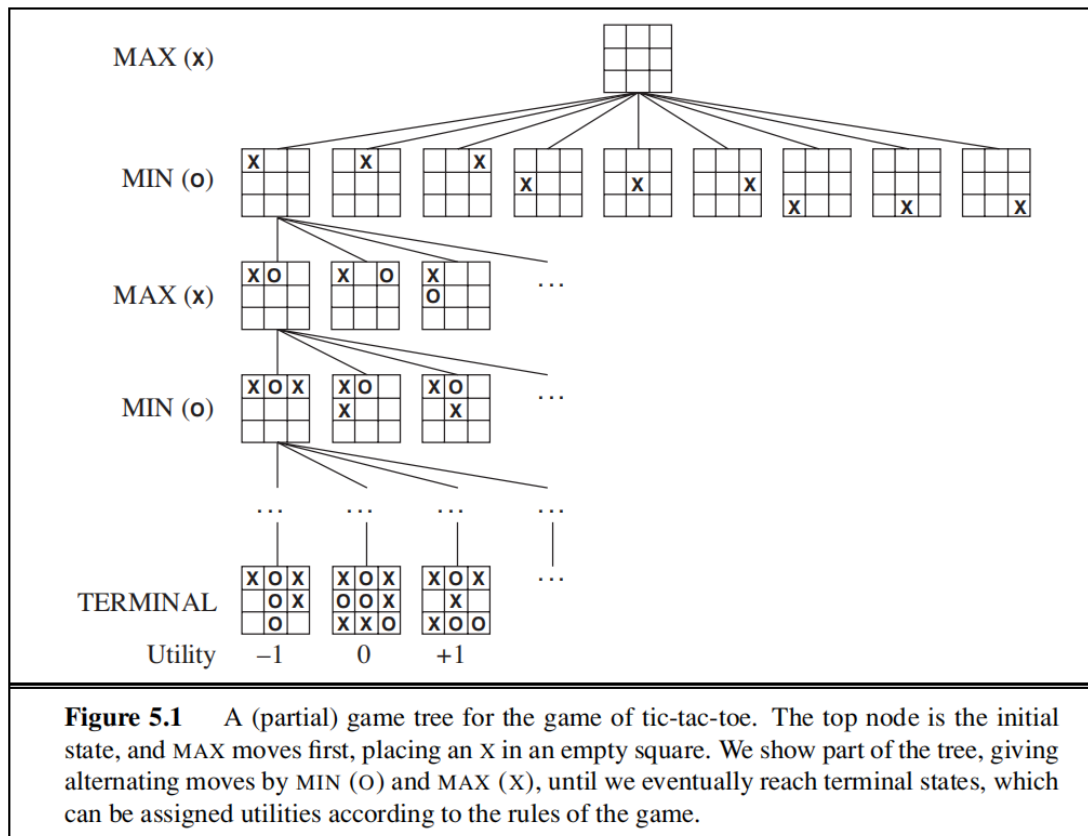 MAX (X)
X X X X X X X X X
MIN (O)
X O X O X
MAX (X)
O
...
X O X X O X O
MIN (O)
X X
...
... ... ... ...
X O X X O X X O X
...
TERMINAL
O X O O X X
O X X O X O O
Utility –1 0 +1
Figure 5.1 A (partial) game tree for the game of tic-tac-toe. The top node is the initial
state, and MAX moves first, placing an X in an empty square. We show part of the tree, giving
alternating moves by MIN (O) and MAX (X), until we eventually reach terminal states, which
can be assigned utilities according to the rules of the game.